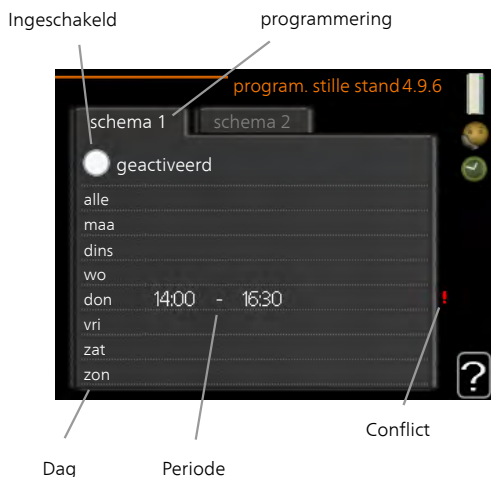 Ingeschakeld programmering
program. stille stand 4.9.6
schema 1 schema 2
geactiveerd
alle
maa
dins
wo
don 14:00 - 16:30 !
vri
zat
zon
?
Conflict
Dag Periode